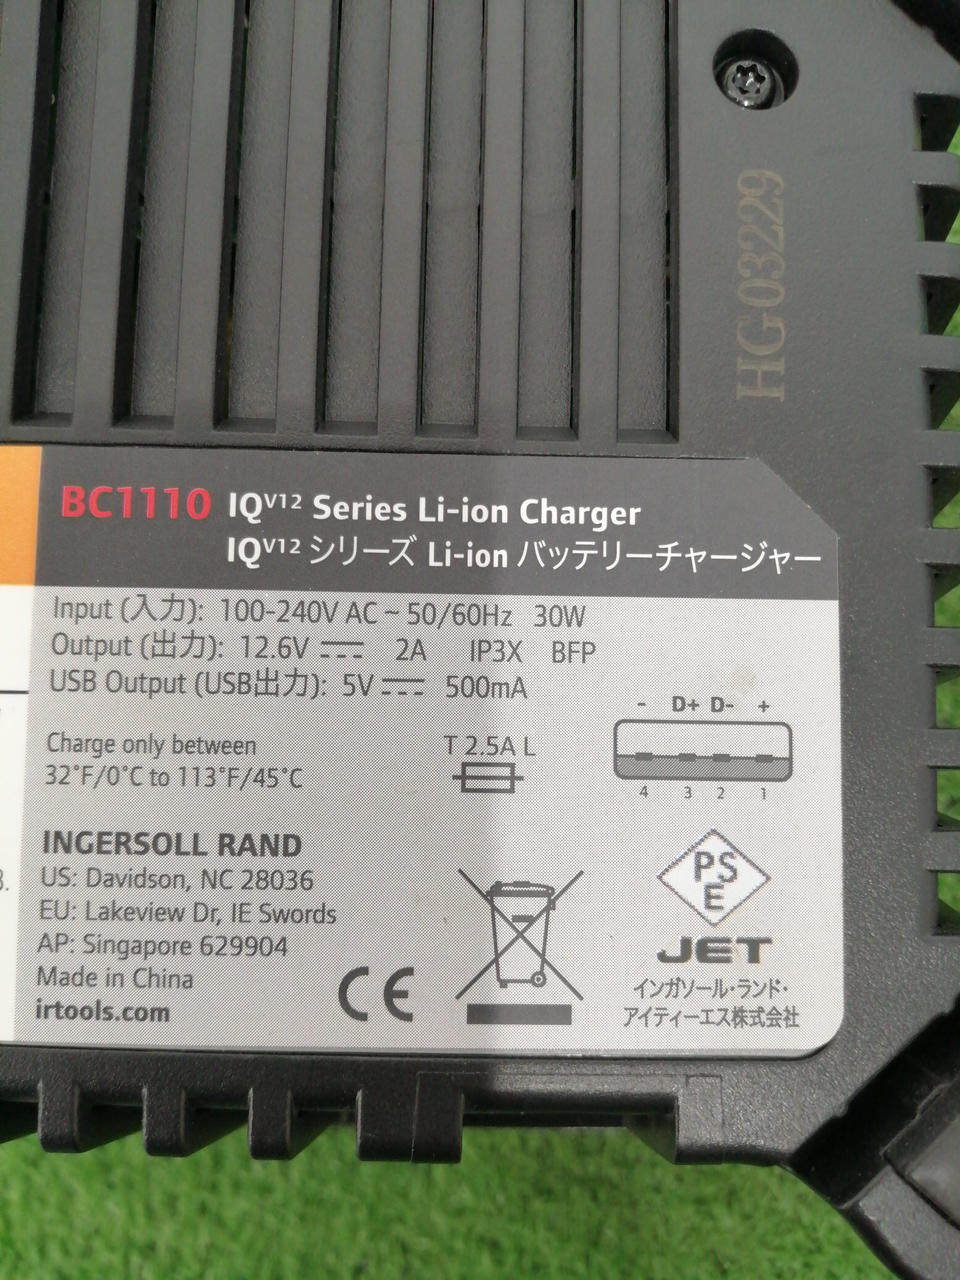 HG03229
BC1110 IQV12 Series Li-ion Charger
IQV12 シリーズ Li-ion バッテリーチャージャー
Input (入力): 100-240V AC ~ 50/60Hz 30W
Output (出力): 12.6V 2A IP3X BFP
USB Output (USB出力): 5V 500mA
- D+ D- +
4 3 2 1
Charge only between
32°F/0°C to 113°F/45°C
T 2.5A L
INGERSOLL RAND
US: Davidson, NC 28036
EU: Lakeview Dr, IE Swords
AP: Singapore 629904
Made in China
irtools.com
CE
PS
E
JET
インガソール・ランド・
アイティーエス株式会社